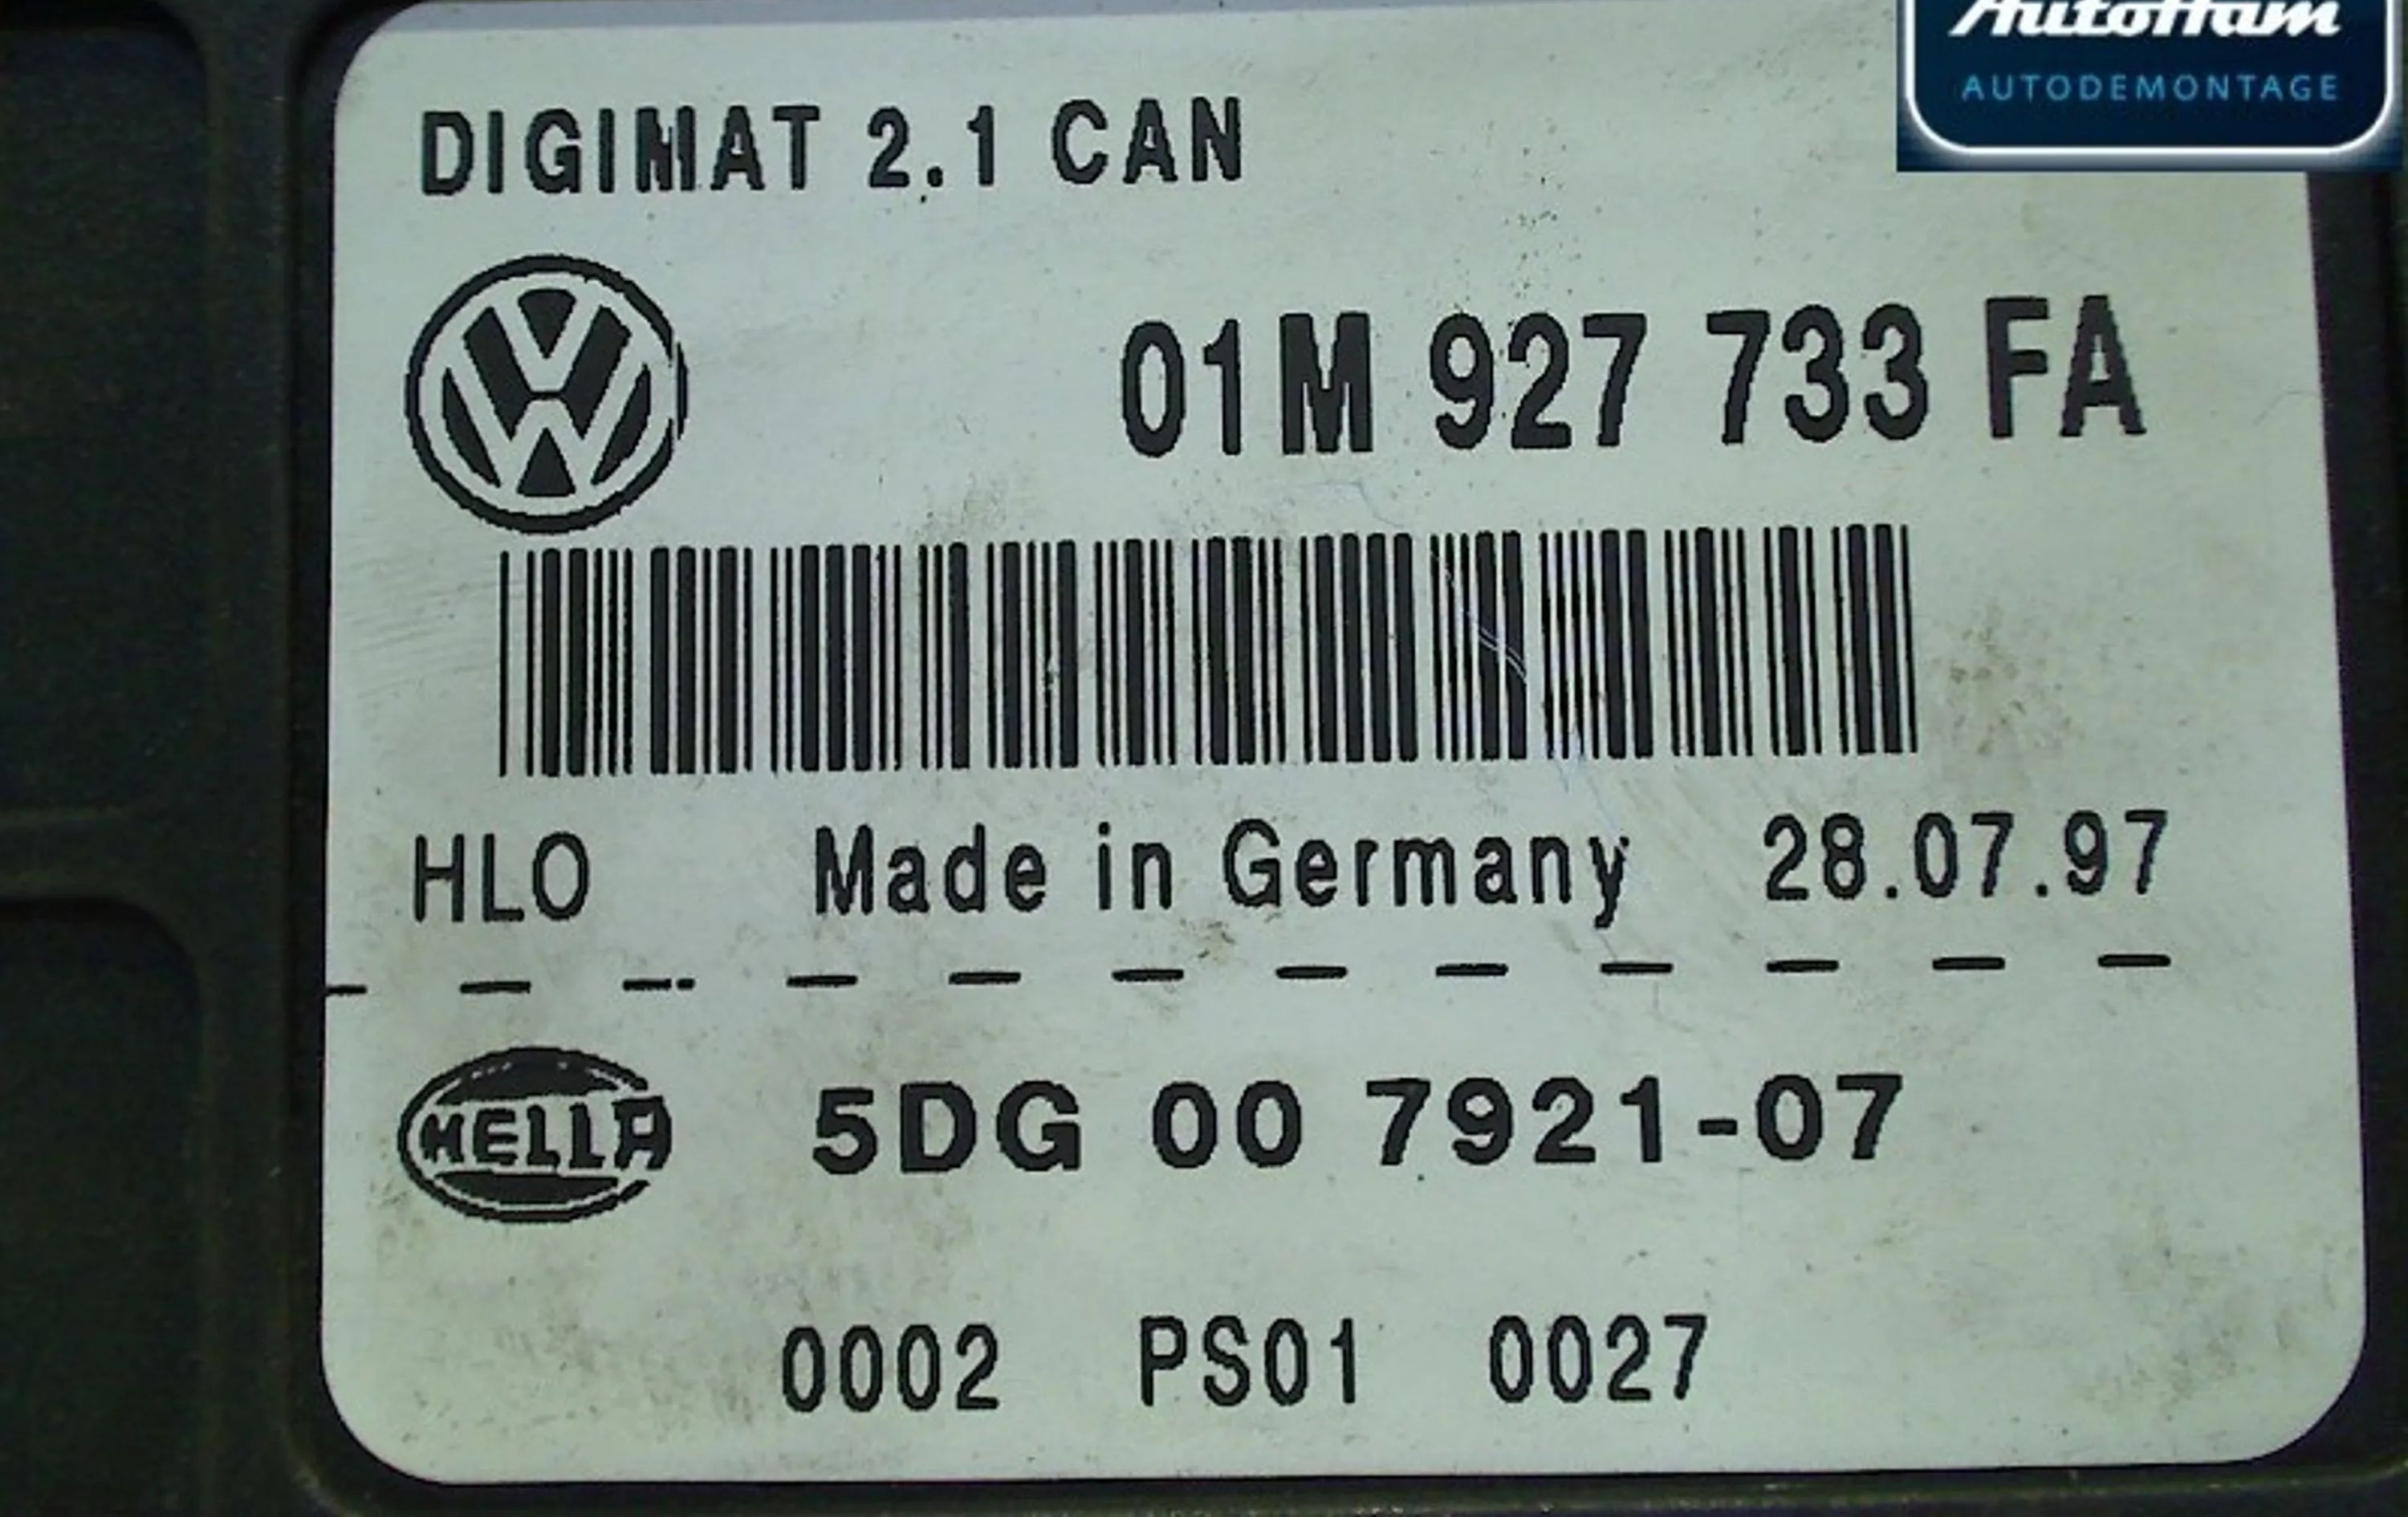 AutoHam
AUTODEMONTAGE
DIGIMAT 2.1 CAN
01M 927 733 FA
HLO Made in Germany 28.07.97
HELLA 5DG 00 7921-07
0002 PS01 0027